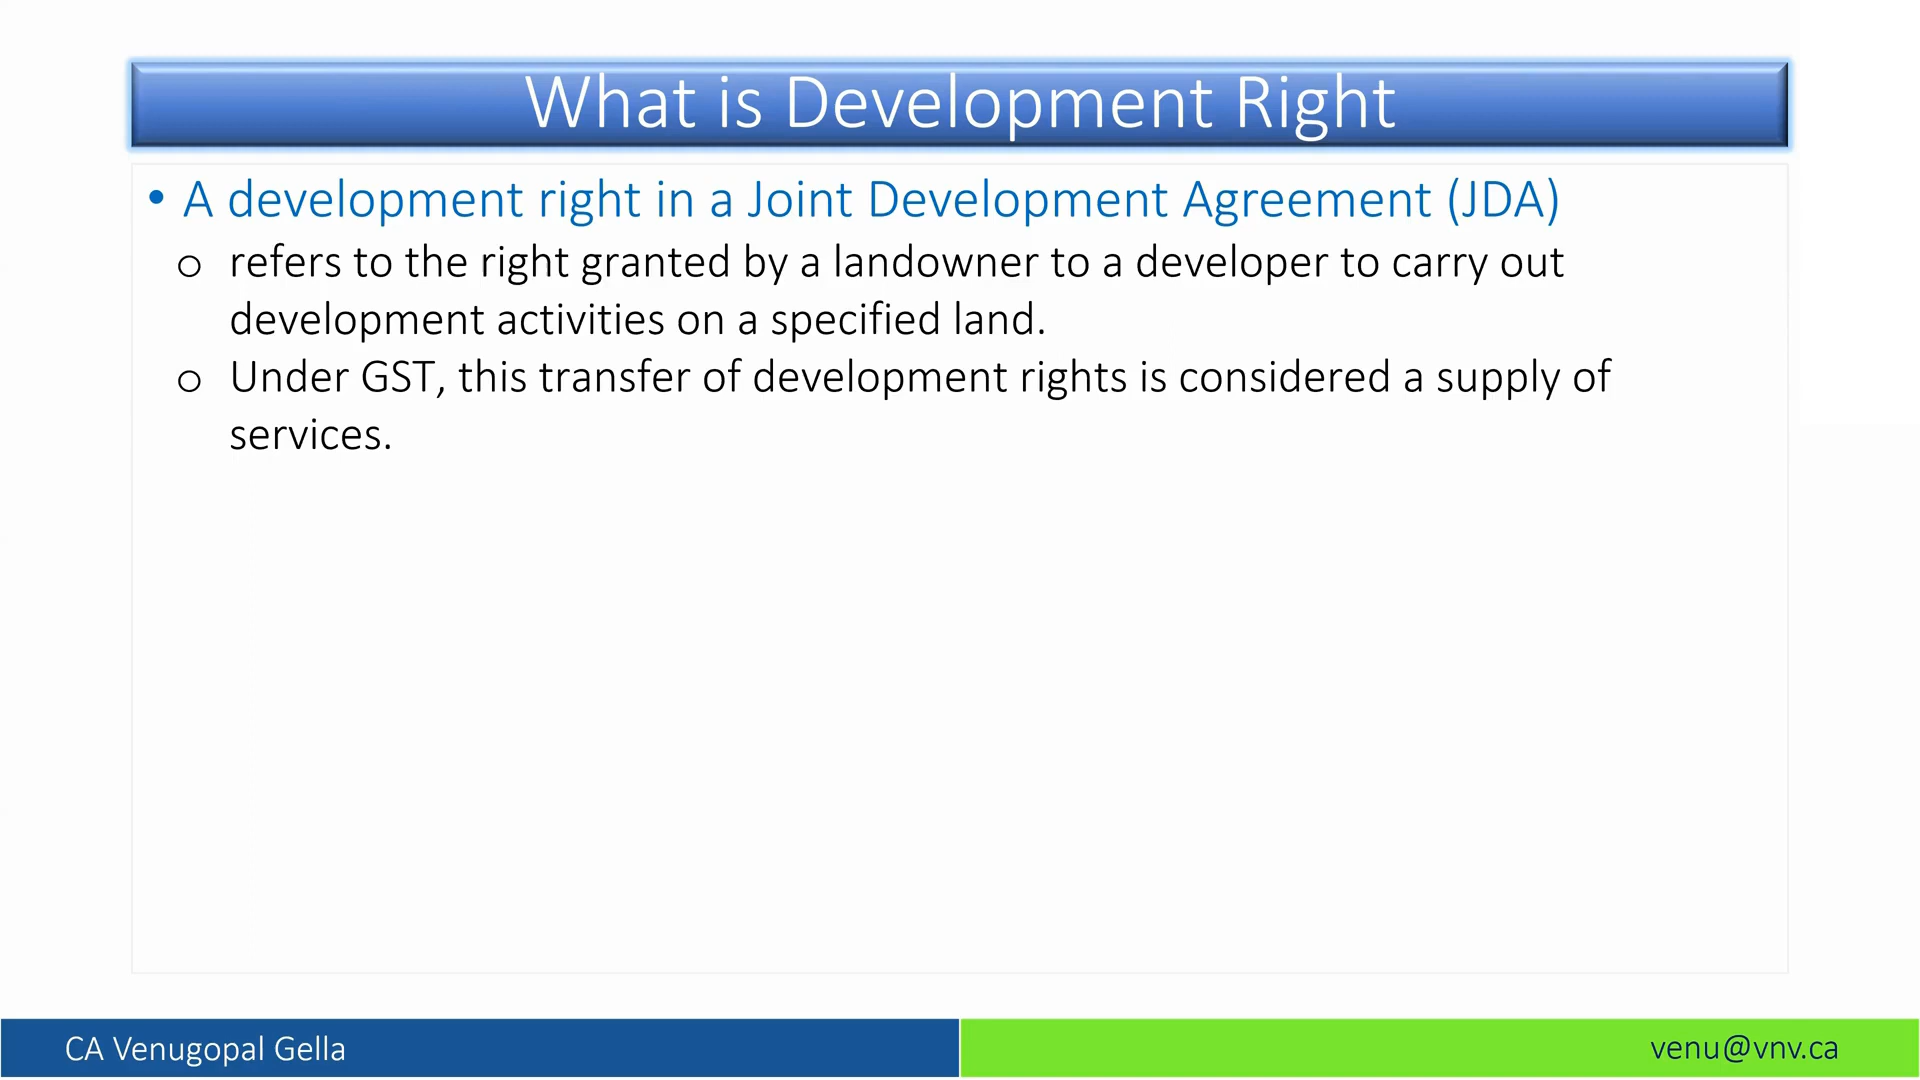 What is Development Right
• A development right in a Joint Development Agreement (JDA)
o refers to the right granted by a landowner to a developer to carry out
development activities on a specified land.
o Under GST, this transfer of development rights is considered a supply of
services.
CA Venugopal Gella
venu@vnv.ca